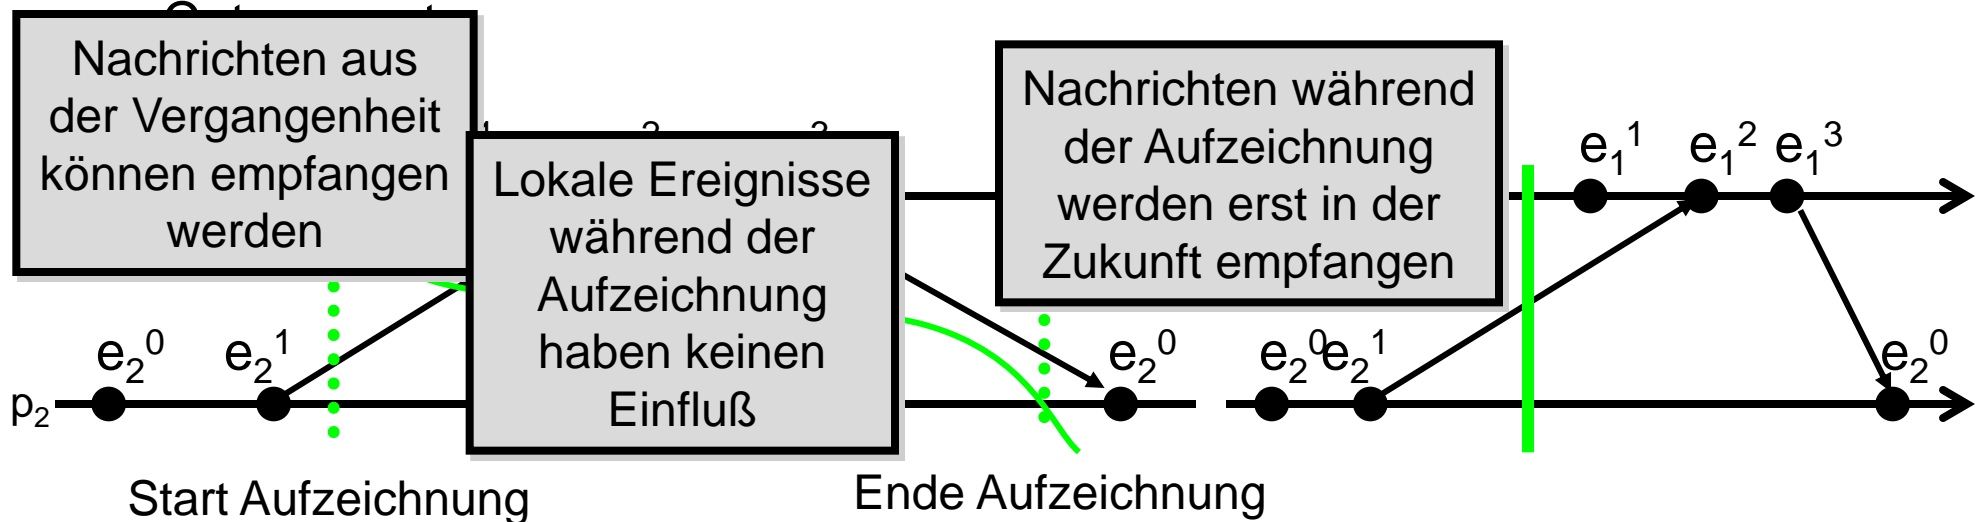 Nachrichten aus
der Vergangenheit
können empfangen
werden
Lokale Ereignisse
während der
Aufzeichnung
haben keinen
Einfluß
Nachrichten während
der Aufzeichnung
werden erst in der
Zukunft empfangen
e₁¹ e₁² e₁³
e₂⁰ e₂¹ e₂⁰ e₂⁰ e₂¹ e₂⁰
p₂
Start Aufzeichnung
Ende Aufzeichnung